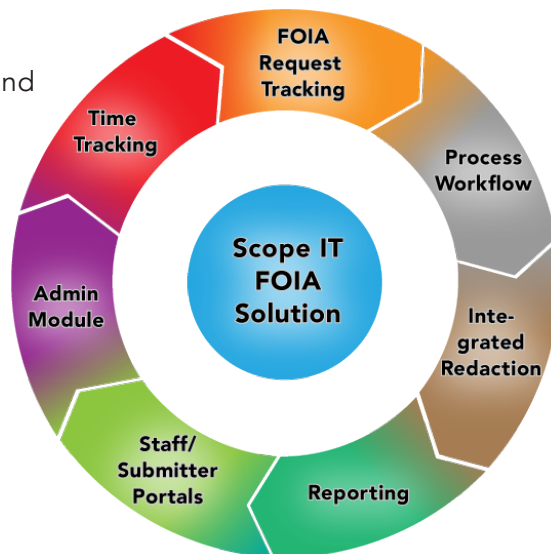 nd
FOIA
Request
Tracking
Time
Tracking
Process
Workflow
Scope IT
FOIA
Solution
Admin
Module
Inte-
grated
Redaction
Staff/
Submitter
Portals
Reporting